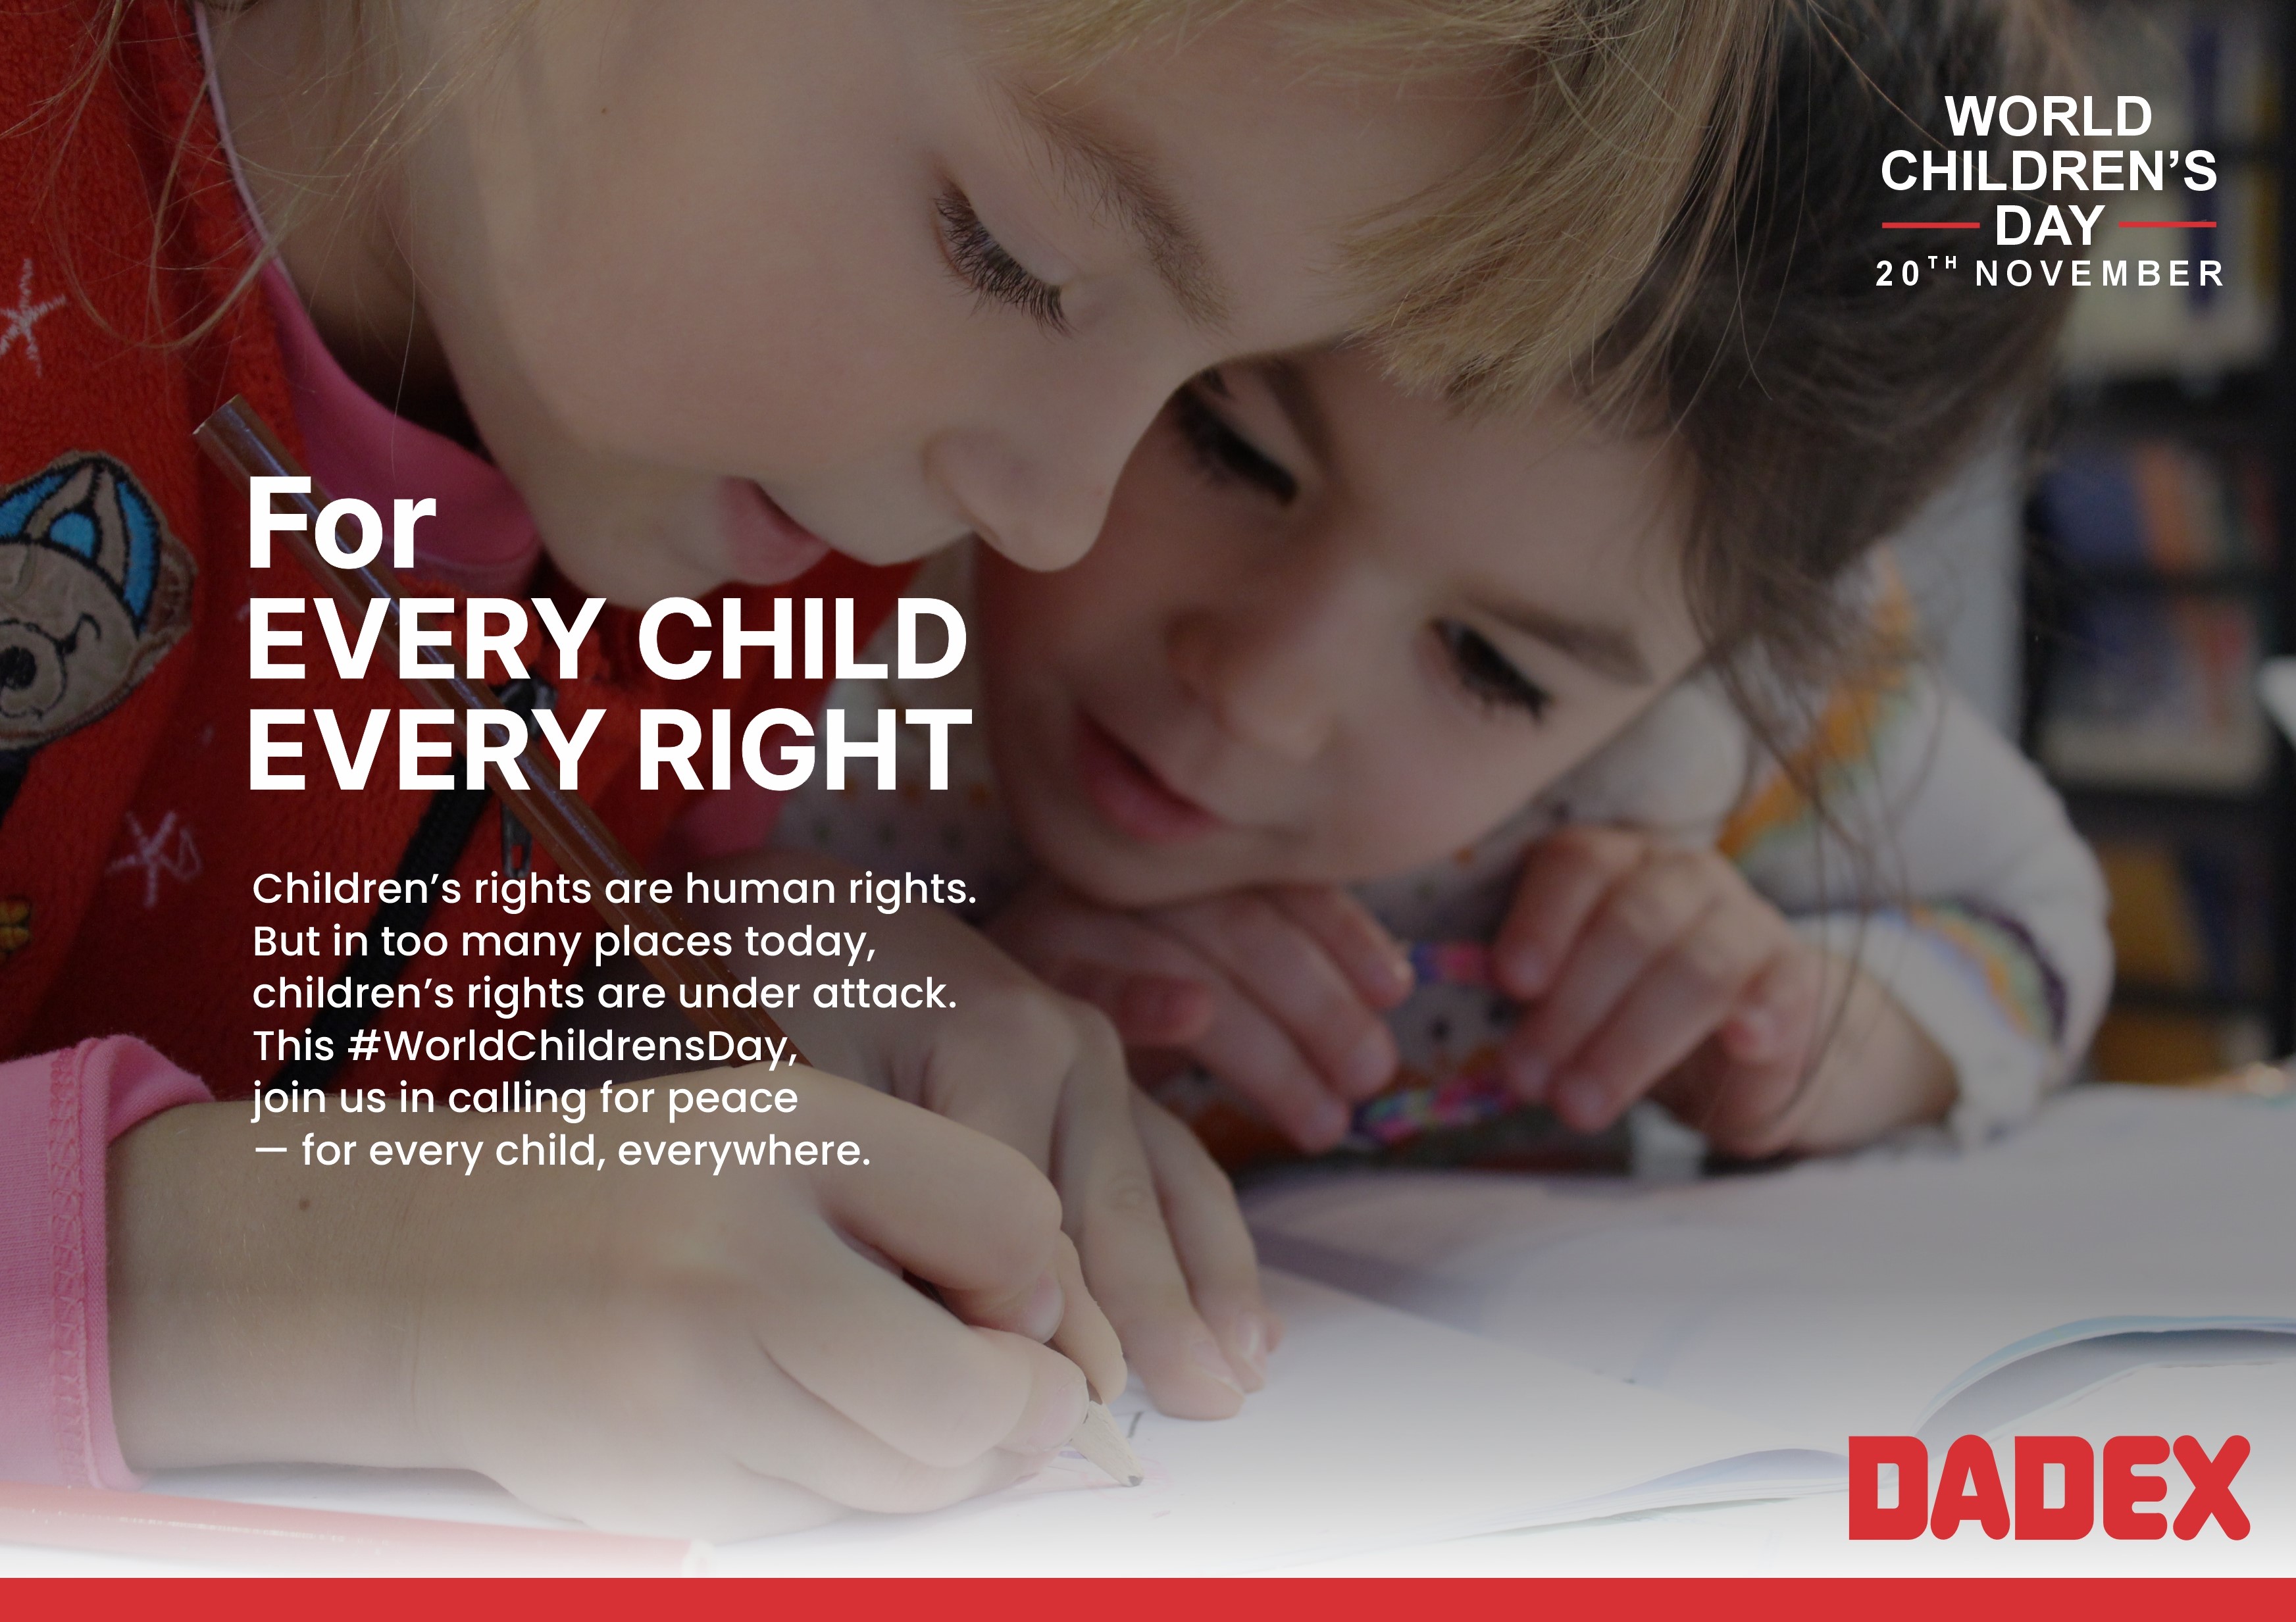 WORLD
CHILDREN’S
DAY
20TH NOVEMBER
For
EVERY CHILD
EVERY RIGHT
Children’s rights are human rights.
But in too many places today,
children’s rights are under attack.
This #WorldChildrensDay,
join us in calling for peace
— for every child, everywhere.
DADEX